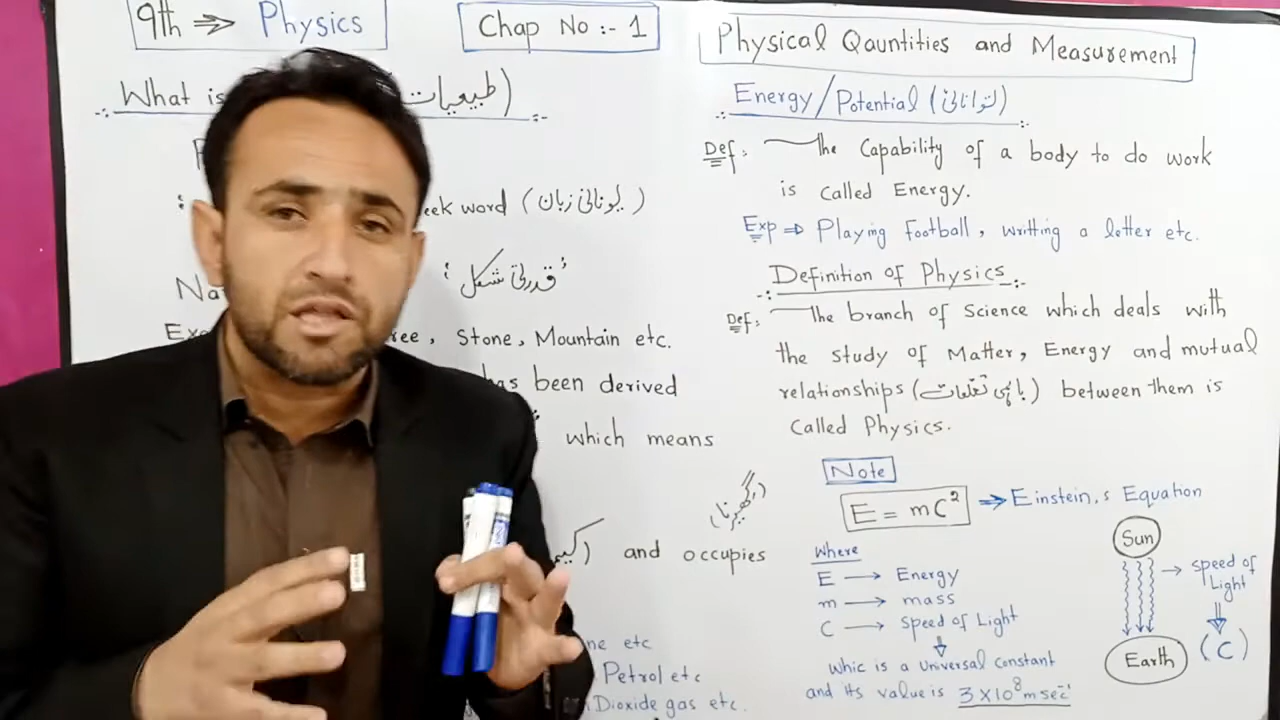 9th ⇒ Physics
Chap No :- 1
What is (طبیعیات)
eek word (یونانی زبان)
Na قدرتی شکل
Ex ree, Stone, Mountain etc.
has been derived
which means
and occupies
ne etc
Petrol etc
Dioxide gas etc.
Physical Qauntities and Measurement
Energy/Potential (توانائی)
Def: The Capability of a body to do work
is called Energy.
Exp ⇒ Playing Football, writting a letter etc.
Definition of Physics
Def: The branch of Science which deals with
the study of Matter, Energy and mutual
relationships (باہمی تعلقات) between them is
Called Physics.
Note
E = mC² ⇒ Einstein,s Equation
Where
E → Energy
m → mass
C → Speed of Light
whic is a Universal constant
and its value is 3×10⁸ m sec⁻¹
Sun
→ speed of
Light
(C)
Earth